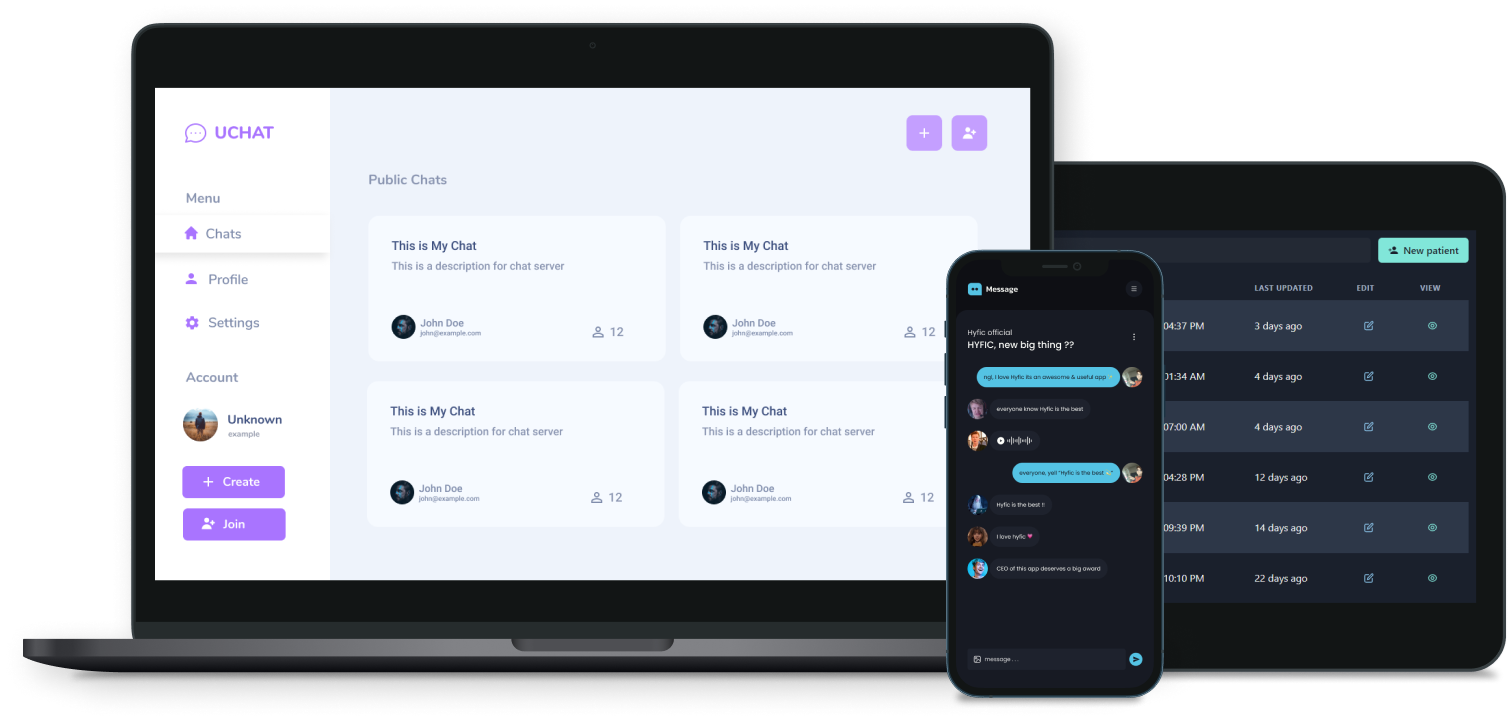 UCHAT
Menu
Chats
Profile
Settings
Account
Unknown
example
Create
Join
Public Chats
This is My Chat
This is a description for chat server
John Doe
john@example.com
12
This is My Chat
This is a description for chat server
John Doe
john@example.com
12
This is My Chat
This is a description for chat server
John Doe
john@example.com
12
This is My Chat
This is a description for chat server
John Doe
john@example.com
12
Message
Hyfic official
HYFIC, new big thing ??
ngl, I love Hyfic its an awesome & useful app
everyone know Hyfic is the best
everyone, yell "Hyfic is the best
Hyfic is the best !!
I love hyfic 💗
CEO of this app deserves a big award
message . . .
New patient
LAST UPDATED EDIT VIEW
04:37 PM 3 days ago
01:34 AM 4 days ago
07:00 AM 4 days ago
04:28 PM 12 days ago
09:39 PM 14 days ago
10:10 PM 22 days ago